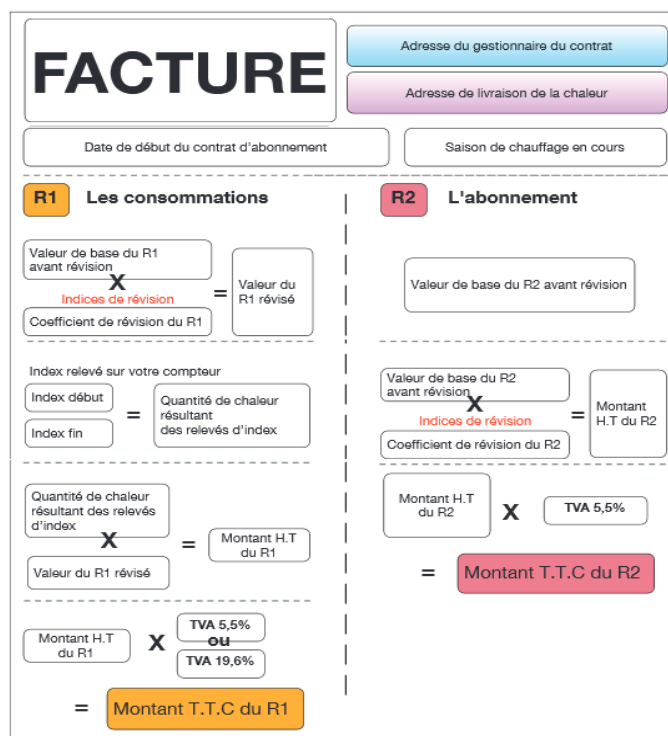 FACTURE
Adresse du gestionnaire du contrat
Adresse de livraison de la chaleur
Date de début du contrat d'abonnement
Saison de chauffage en cours
R1 Les consommations
Valeur de base du R1
avant révision
X
Indices de révision
Coefficient de révision du R1
=
Valeur du
R1 révisé
Index relevé sur votre compteur
Index début
Index fin
=
Quantité de chaleur
résultant
des relevés d'index
Quantité de chaleur
résultant des relevés
d'index
X
Valeur du R1 révisé
=
Montant H.T
du R1
Montant H.T
du R1
X
TVA 5,5%
ou
TVA 19,6%
=
Montant T.T.C du R1
R2 L'abonnement
Valeur de base du R2 avant révision
Valeur de base du R2
avant révision
X
Indices de révision
Coefficient de révision du R2
=
Montant
H.T du R2
Montant H.T
du R2
X
TVA 5,5%
=
Montant T.T.C du R2